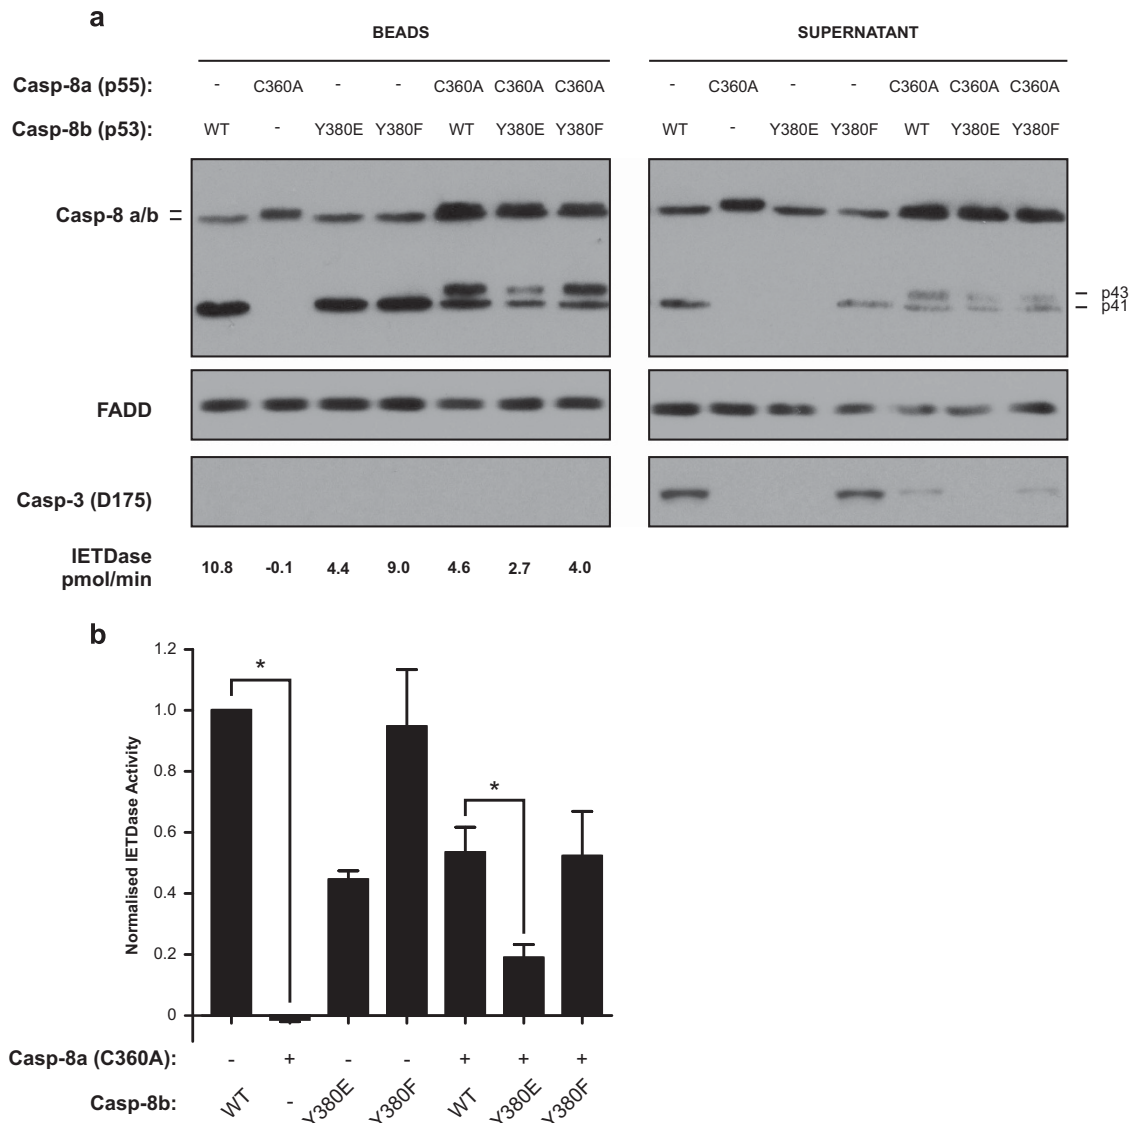 a
BEADS SUPERNATANT
Casp-8a (p55): - C360A - - C360A C360A C360A - C360A - - C360A C360A C360A
Casp-8b (p53): WT - Y380E Y380F WT Y380E Y380F WT - Y380E Y380F WT Y380E Y380F
Casp-8 a/b
p43
p41
FADD
Casp-3 (D175)
IETDase
pmol/min 10.8 -0.1 4.4 9.0 4.6 2.7 4.0
b
Normalised IETDase Activity
1.2
1.0
0.8
0.6
0.4
0.2
0
*
*
Casp-8a (C360A): - + - - + + +
Casp-8b: WT - Y380E Y380F WT Y380E Y380F